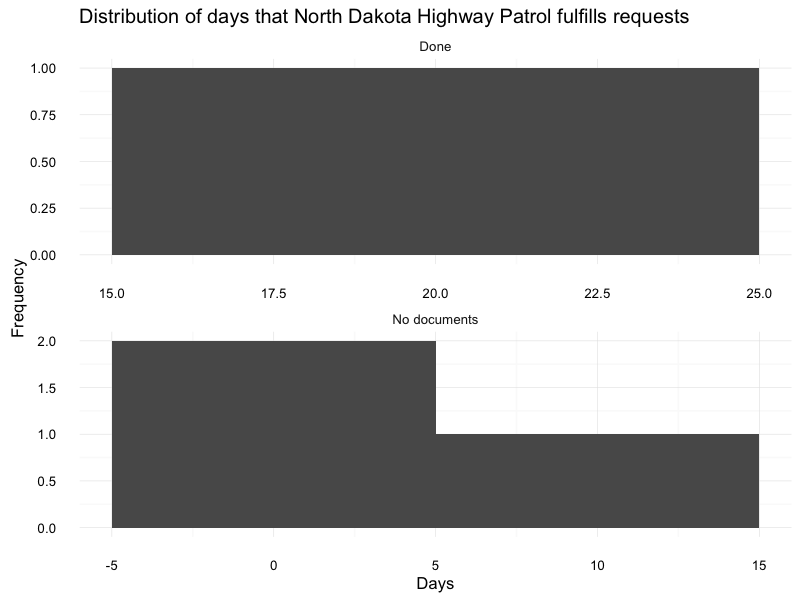 Distribution of days that North Dakota Highway Patrol fulfills requests
Done
1.00
0.75
0.50
0.25
0.00
15.0 17.5 20.0 22.5 25.0
Frequency
No documents
2.0
1.5
1.0
0.5
0.0
-5 0 5 10 15
Days